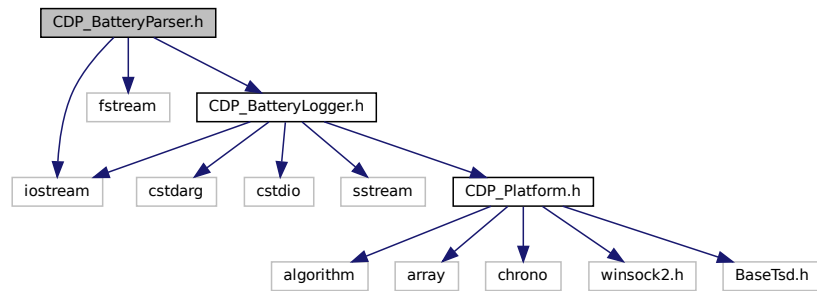 CDP_BatteryParser.h
fstream
CDP_BatteryLogger.h
iostream
cstdarg
cstdio
sstream
CDP_Platform.h
algorithm
array
chrono
winsock2.h
BaseTsd.h